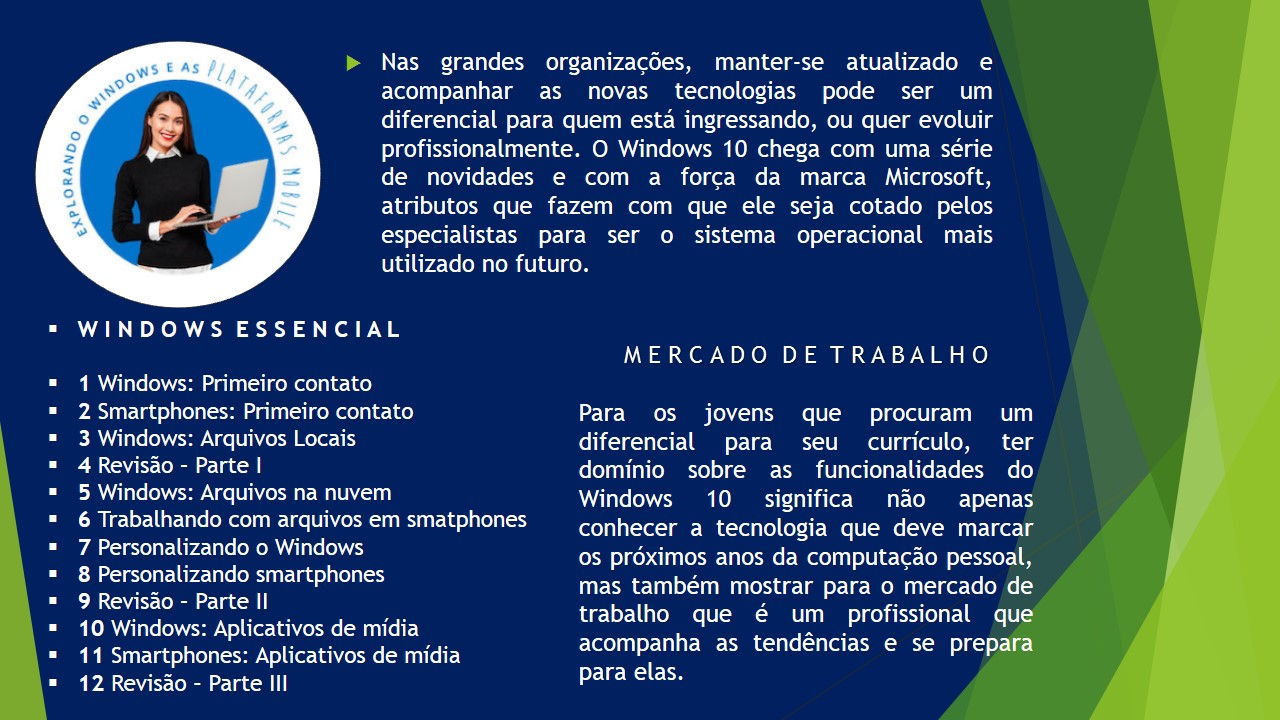 EXPLORANDO O WINDOWS E AS PLATAFORMAS MOBILE
Nas grandes organizações, manter-se atualizado e
acompanhar as novas tecnologias pode ser um
diferencial para quem está ingressando, ou quer evoluir
profissionalmente. O Windows 10 chega com uma série
de novidades e com a força da marca Microsoft,
atributos que fazem com que ele seja cotado pelos
especialistas para ser o sistema operacional mais
utilizado no futuro.
WINDOWS ESSENCIAL
1 Windows: Primeiro contato
2 Smartphones: Primeiro contato
3 Windows: Arquivos Locais
4 Revisão – Parte I
5 Windows: Arquivos na nuvem
6 Trabalhando com arquivos em smatphones
7 Personalizando o Windows
8 Personalizando smartphones
9 Revisão – Parte II
10 Windows: Aplicativos de mídia
11 Smartphones: Aplicativos de mídia
12 Revisão – Parte III
MERCADO DE TRABALHO
Para os jovens que procuram um
diferencial para seu currículo, ter
domínio sobre as funcionalidades do
Windows 10 significa não apenas
conhecer a tecnologia que deve marcar
os próximos anos da computação pessoal,
mas também mostrar para o mercado de
trabalho que é um profissional que
acompanha as tendências e se prepara
para elas.